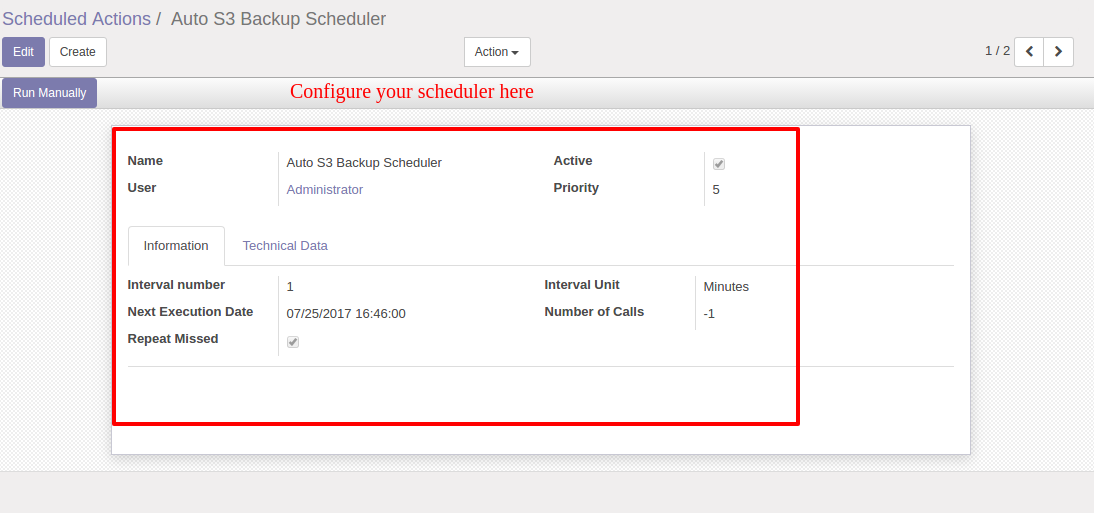 Scheduled Actions / Auto S3 Backup Scheduler
Edit Create Action 1 / 2
Run Manually Configure your scheduler here
Name Auto S3 Backup Scheduler Active
User Administrator Priority 5
Information Technical Data
Interval number 1 Interval Unit Minutes
Next Execution Date 07/25/2017 16:46:00 Number of Calls -1
Repeat Missed